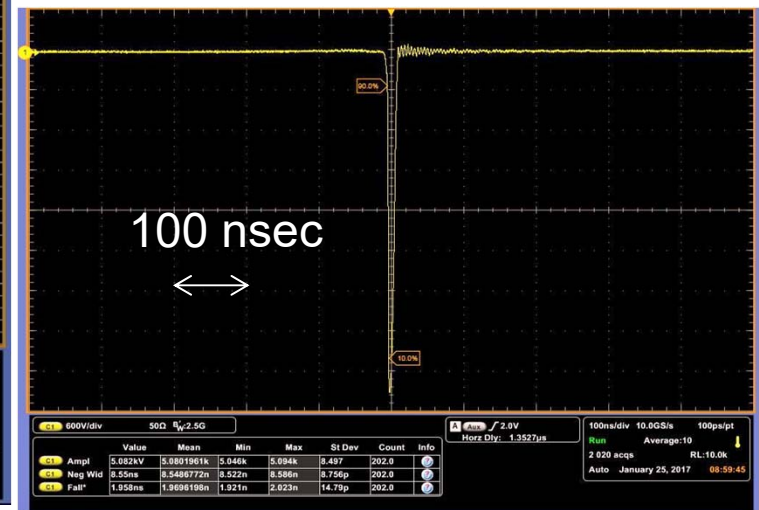 1
90.0%
100 nsec
10.0%
C1 600V/div 50Ω BW:2.5G
A Aux 2.0V
Horz Dly: 1.3527µs
100ns/div 10.0GS/s 100ps/pt
Run Average:10
2 020 acqs RL:10.0k
Auto January 25, 2017 08:59:45
Value Mean Min Max St Dev Count Info
C1 Ampl 5.082kV 5.0801961k 5.046k 5.094k 8.497 202.0
C1 Neg Wid 8.55ns 8.5486772n 8.522n 8.586n 8.756p 202.0
C1 Fall* 1.958ns 1.9696198n 1.921n 2.023n 14.79p 202.0